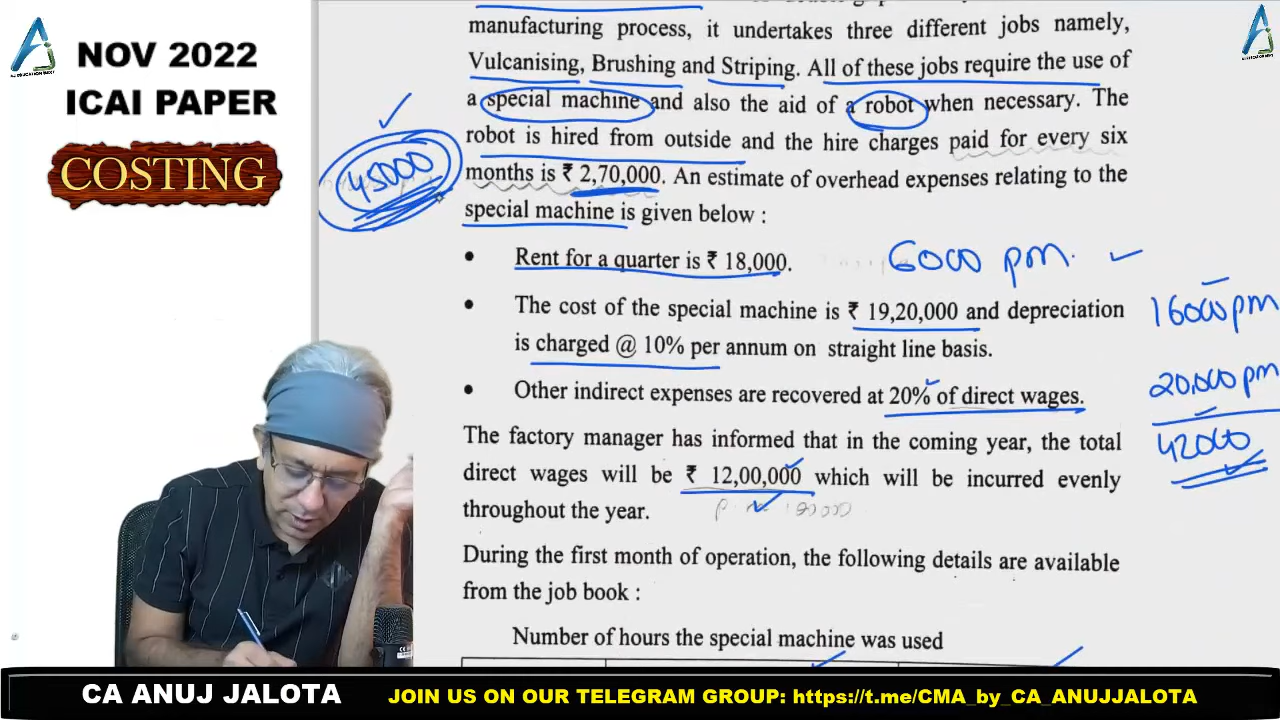 NOV 2022
ICAI PAPER
COSTING
manufacturing process, it undertakes three different jobs namely,
Vulcanising, Brushing and Striping. All of these jobs require the use of
a special machine and also the aid of a robot when necessary. The
robot is hired from outside and the hire charges paid for every six
months is ₹ 2,70,000. An estimate of overhead expenses relating to the
special machine is given below :
45000
• Rent for a quarter is ₹ 18,000.
6000 pm.
• The cost of the special machine is ₹ 19,20,000 and depreciation
is charged @ 10% per annum on straight line basis.
16000 pm
• Other indirect expenses are recovered at 20% of direct wages.
20,000 pm
42000
The factory manager has informed that in the coming year, the total
direct wages will be ₹ 12,00,000 which will be incurred evenly
throughout the year.
During the first month of operation, the following details are available
from the job book :
Number of hours the special machine was used
CA ANUJ JALOTA
JOIN US ON OUR TELEGRAM GROUP: https://t.me/CMA_by_CA_ANUJJALOTA